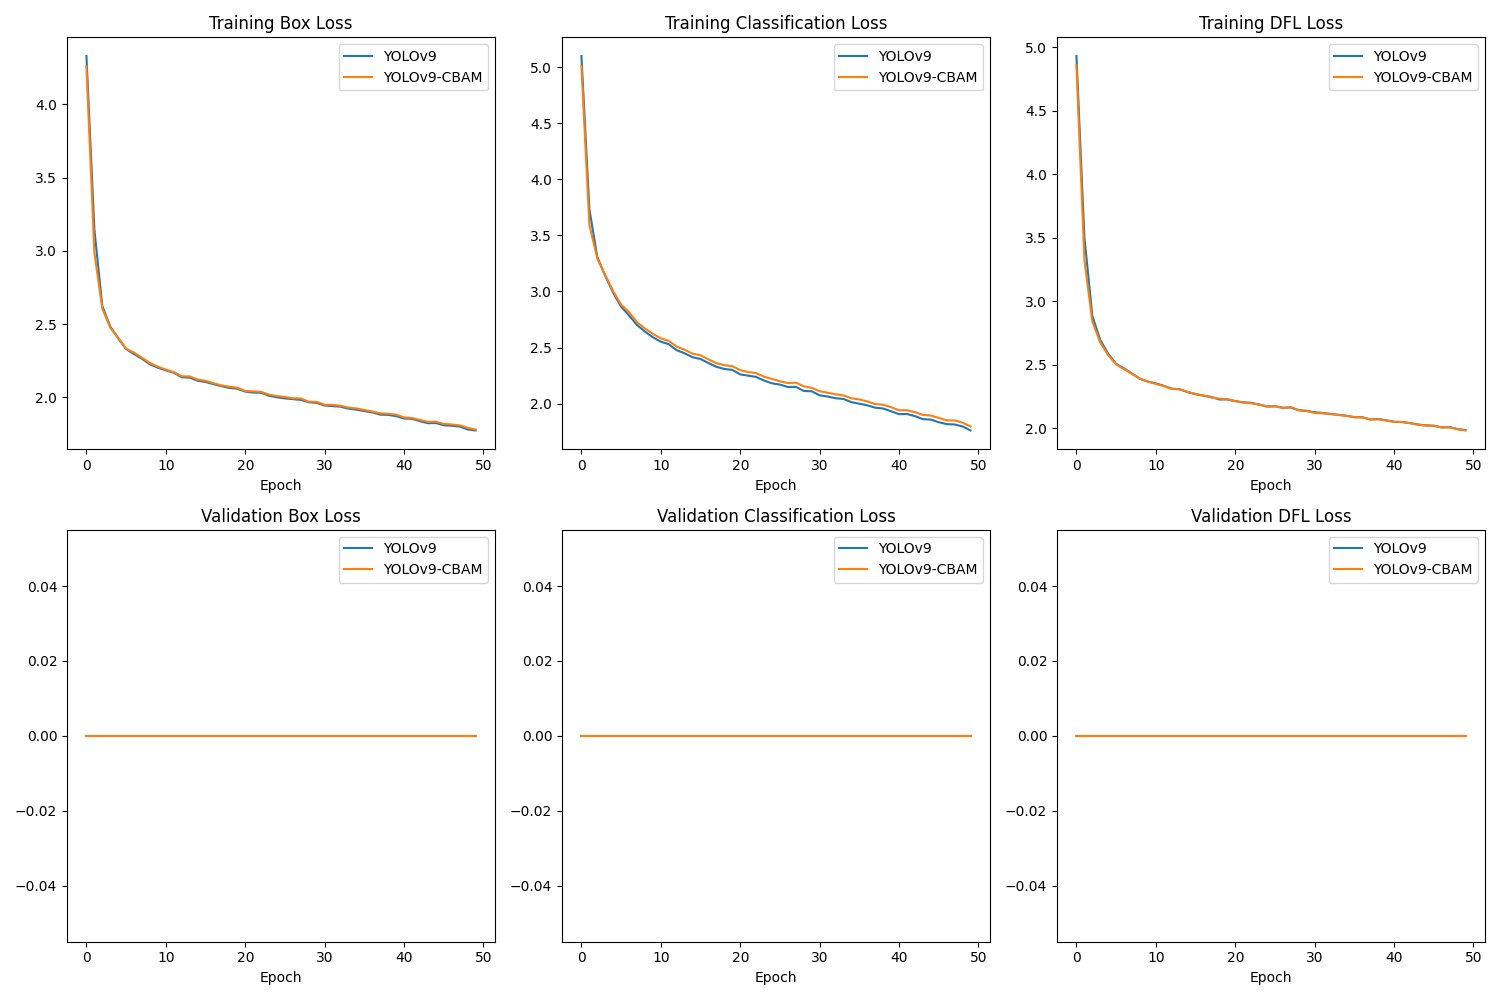 Training Box Loss
YOLOv9
YOLOv9-CBAM
4.0
3.5
3.0
2.5
2.0
0 10 20 30 40 50
Epoch
Training Classification Loss
YOLOv9
YOLOv9-CBAM
5.0
4.5
4.0
3.5
3.0
2.5
2.0
0 10 20 30 40 50
Epoch
Training DFL Loss
YOLOv9
YOLOv9-CBAM
5.0
4.5
4.0
3.5
3.0
2.5
2.0
0 10 20 30 40 50
Epoch
Validation Box Loss
YOLOv9
YOLOv9-CBAM
0.04
0.02
0.00
−0.02
−0.04
0 10 20 30 40 50
Epoch
Validation Classification Loss
YOLOv9
YOLOv9-CBAM
0.04
0.02
0.00
−0.02
−0.04
0 10 20 30 40 50
Epoch
Validation DFL Loss
YOLOv9
YOLOv9-CBAM
0.04
0.02
0.00
−0.02
−0.04
0 10 20 30 40 50
Epoch